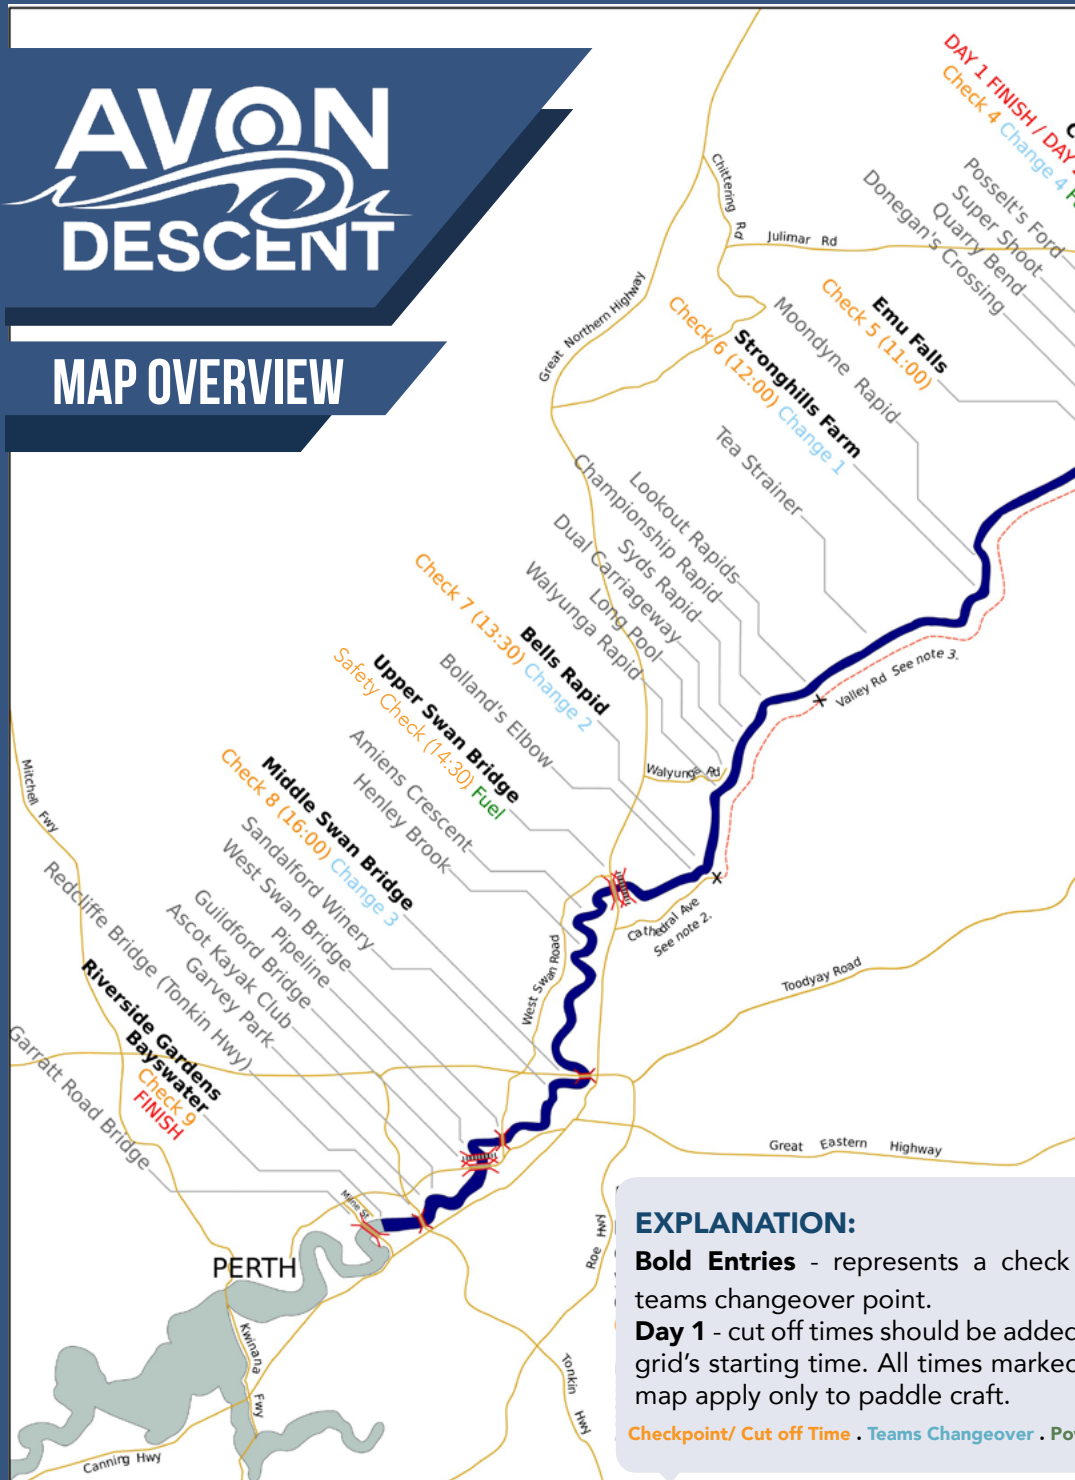 AVON
DESCENT
MAP OVERVIEW
DAY 1 FINISH / DAY
Check 4 Change 4
Posselt's Ford
Super Shoot
Quarry Bend
Donegan's Crossing
Chittering Rd
Julimar Rd
Great Northern Highway
Emu Falls
Check 5 (11:00)
Moondyne Rapid
Stronghills Farm
Check 6 (12:00) Change 1
Tea Strainer
Lookout Rapids
Championship Rapid
Syds Rapid
Dual Carriageway
Long Pool
Walyunga Rapid
Bells Rapid
Check 7 (13:30) Change 2
Bolland's Elbow
Upper Swan Bridge
Safety Check (14:30) Fuel
Amiens Crescent
Henley Brook
Middle Swan Bridge
Check 8 (16:00) Change 3
Sandalford Winery
West Swan Bridge
Pipeline
Guildford Bridge
Ascot Kayak Club
Garvey Park
Redcliffe Bridge (Tonkin Hwy)
Riverside Gardens
Bayswater
Check 9
FINISH
Garratt Road Bridge
Valley Rd See note 3.
Walyunga Rd
Cathedral Ave
See note 2.
West Swan Road
Toodyay Road
Mitchell Fwy
Great Eastern Highway
Milne St
PERTH
Roe Hwy
Kwinana Fwy
Tonkin Hwy
Canning Hwy
EXPLANATION:
Bold Entries - represents a check
teams changeover point.
Day 1 - cut off times should be added
grid's starting time. All times marked
map apply only to paddle craft.
Checkpoint/ Cut off Time . Teams Changeover .